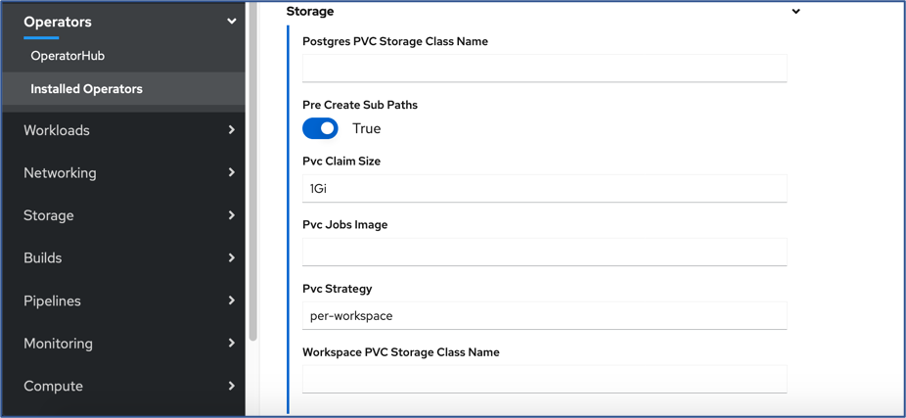 Operators
OperatorHub
Installed Operators
Workloads
Networking
Storage
Builds
Pipelines
Monitoring
Compute
Storage
Postgres PVC Storage Class Name
Pre Create Sub Paths
True
Pvc Claim Size
1Gi
Pvc Jobs Image
Pvc Strategy
per-workspace
Workspace PVC Storage Class Name